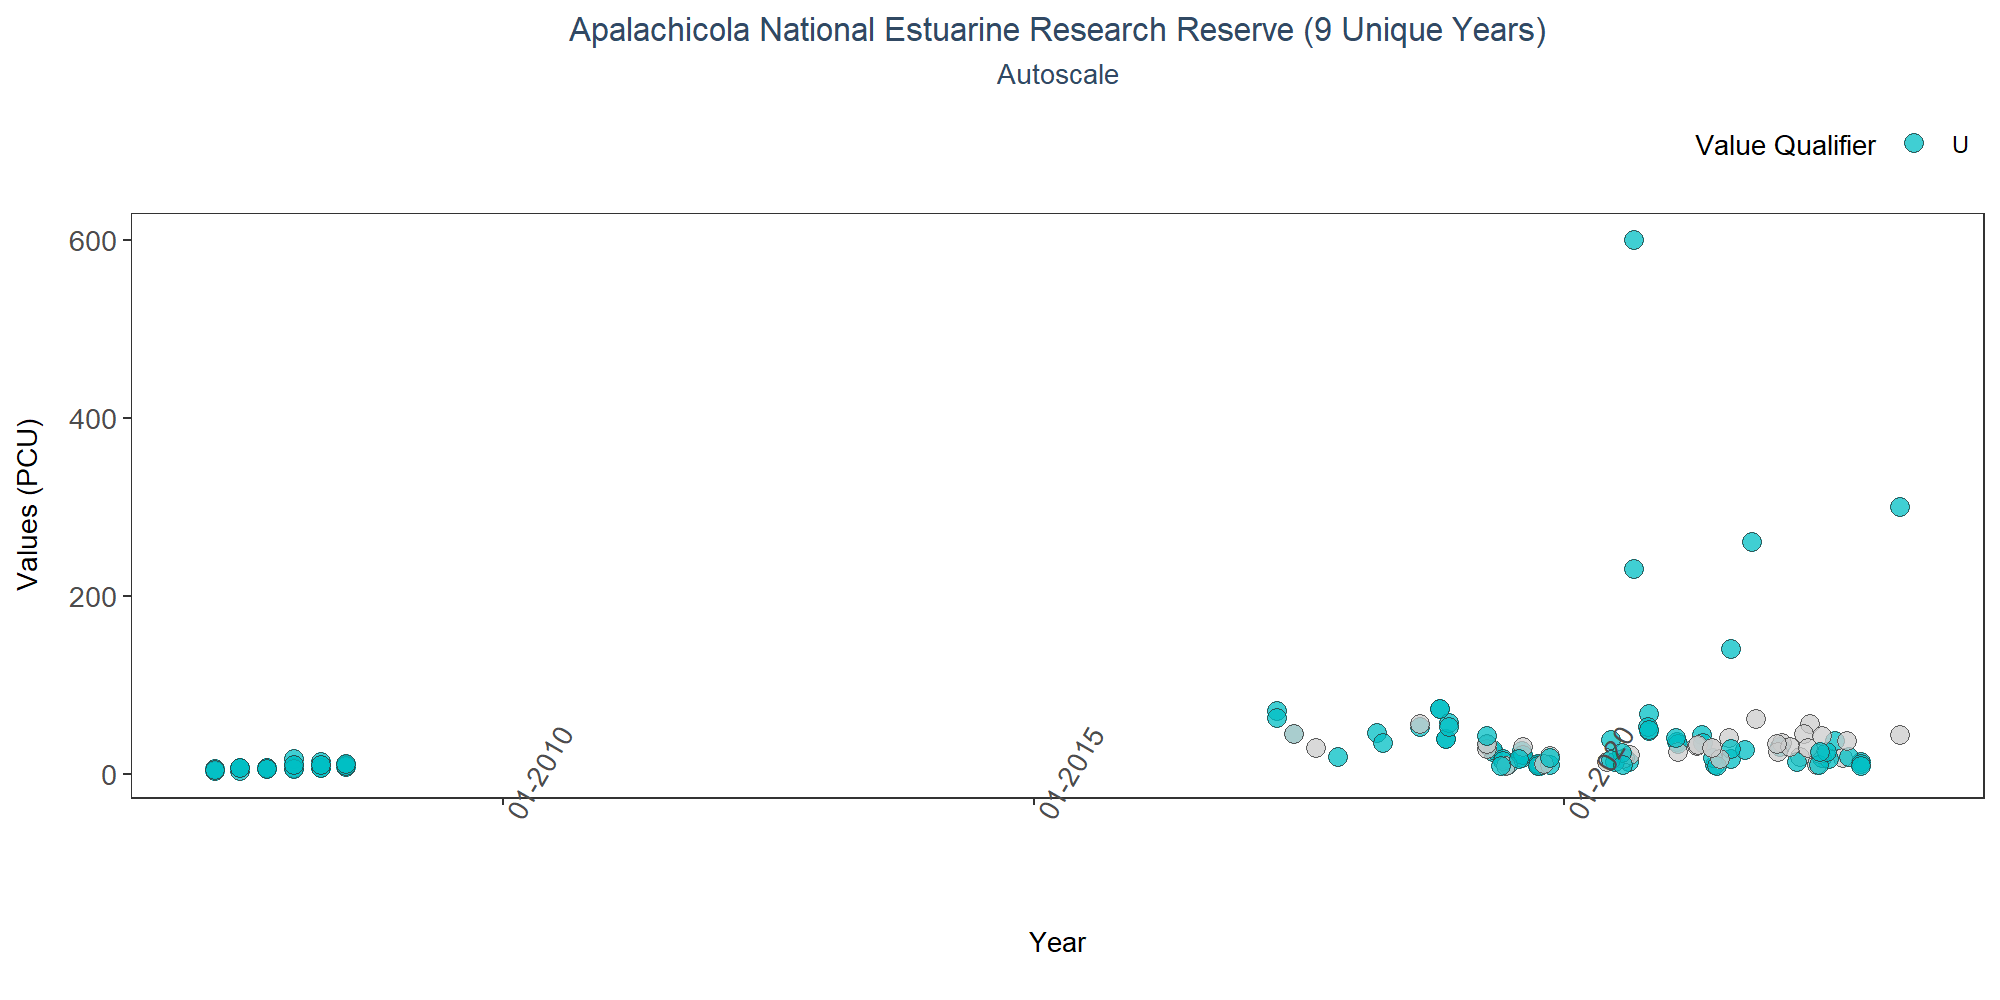 Apalachicola National Estuarine Research Reserve (9 Unique Years)
Autoscale
Value Qualifier U
600
400
200
0
Values (PCU)
01-2010
01-2015
01-2020
Year